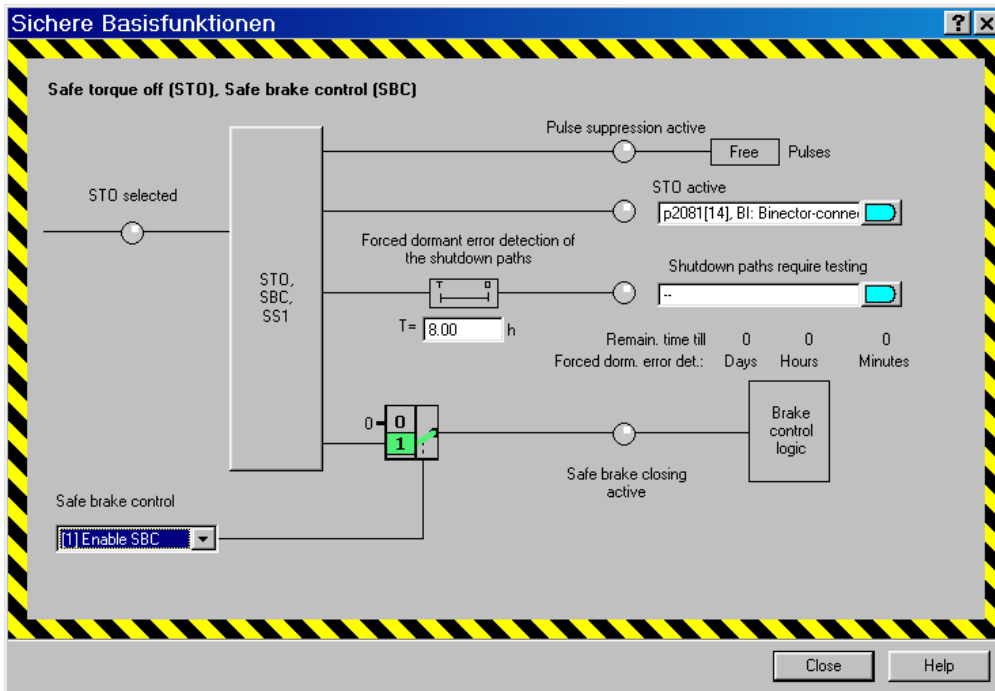 Sichere Basisfunktionen
? ×
Safe torque off (STO), Safe brake control (SBC)
Pulse suppression active
Free Pulses
STO selected
STO active
p2081[14], BI: Binector-conne
Forced dormant error detection of
the shutdown paths
Shutdown paths require testing
T 0
--
STO,
SBC,
SS1
T= 8.00 h
Remain. time till 0 0 0
Forced dorm. error det.: Days Hours Minutes
0 0
1
Brake
control
logic
Safe brake closing
active
Safe brake control
[1] Enable SBC
Close Help